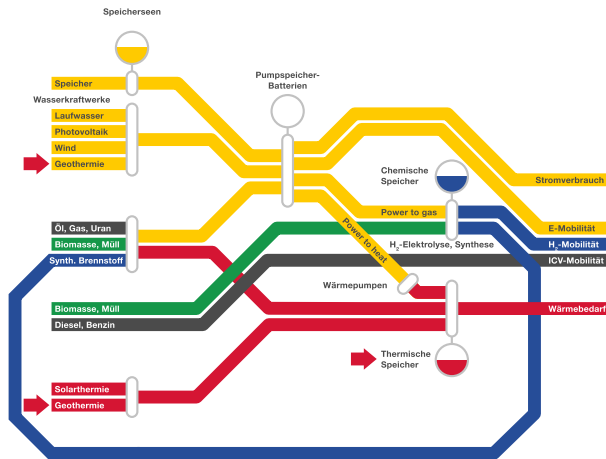 Speicherseen
Pumpspeicher-
Batterien
Speicher
Wasserkraftwerke
Laufwasser
Photovoltaik
Wind
Geothermie
Chemische
Speicher
Stromverbrauch
Power to gas
Öl, Gas, Uran
E-Mobilität
Biomasse, Müll
H2-Elektrolyse, Synthese
H2-Mobilität
Synth. Brennstoff
Power to heat
ICV-Mobilität
Wärmepumpen
Biomasse, Müll
Wärmebedarf
Diesel, Benzin
Thermische
Speicher
Solarthermie
Geothermie